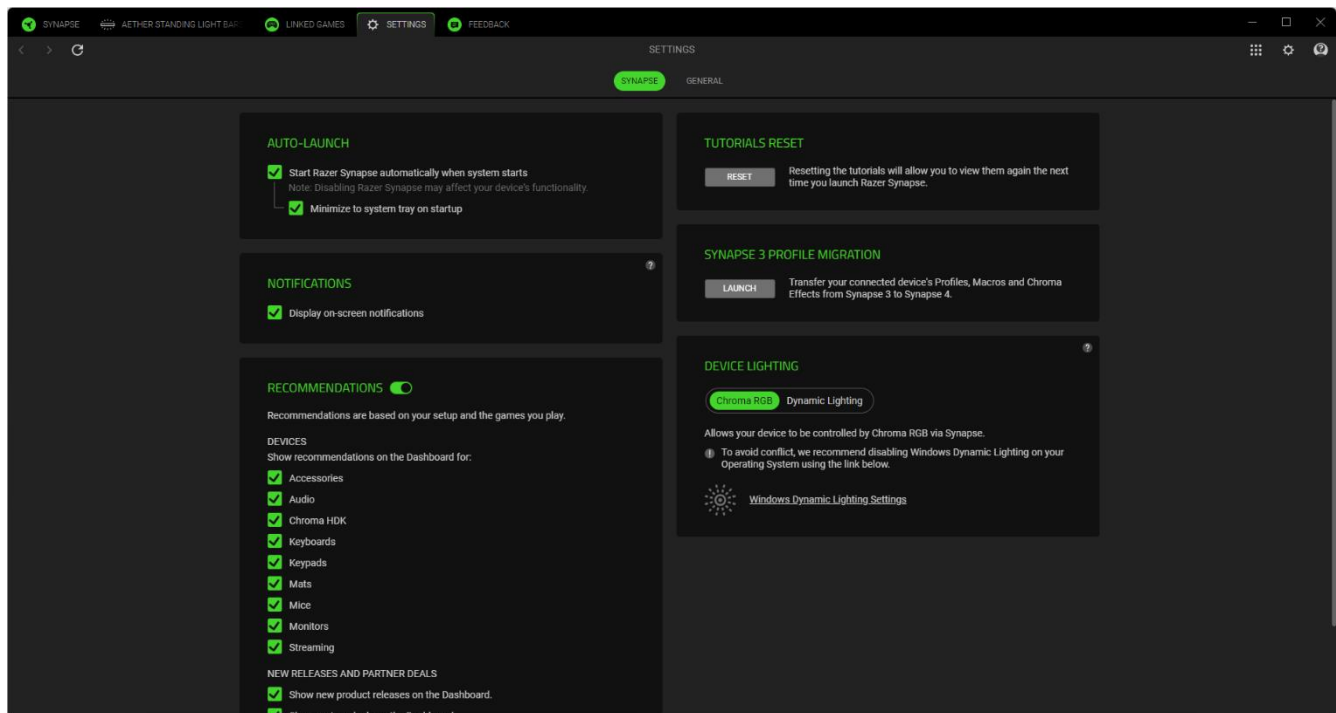 SYNAPSE
AETHER STANDING LIGHT BAR
LINKED GAMES
SETTINGS
FEEDBACK
SETTINGS
SYNAPSE
GENERAL
AUTO-LAUNCH
Start Razer Synapse automatically when system starts
Note: Disabling Razer Synapse may affect your device's functionality.
Minimize to system tray on startup
NOTIFICATIONS
Display on-screen notifications
RECOMMENDATIONS
Recommendations are based on your setup and the games you play.
DEVICES
Show recommendations on the Dashboard for:
Accessories
Audio
Chroma HDK
Keyboards
Keypads
Mats
Mice
Monitors
Streaming
NEW RELEASES AND PARTNER DEALS
Show new product releases on the Dashboard.
TUTORIALS RESET
RESET
Resetting the tutorials will allow you to view them again the next
time you launch Razer Synapse.
SYNAPSE 3 PROFILE MIGRATION
LAUNCH
Transfer your connected device's Profiles, Macros and Chroma
Effects from Synapse 3 to Synapse 4.
DEVICE LIGHTING
Chroma RGB
Dynamic Lighting
Allows your device to be controlled by Chroma RGB via Synapse.
To avoid conflict, we recommend disabling Windows Dynamic Lighting on your
Operating System using the link below.
Windows Dynamic Lighting Settings